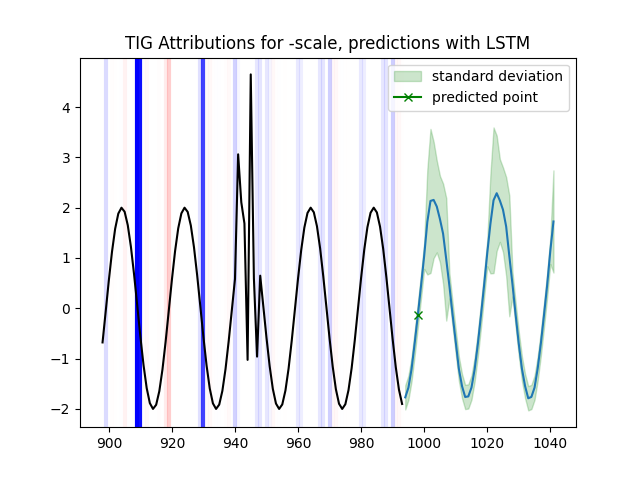 TIG Attributions for -scale, predictions with LSTM
standard deviation
predicted point
4
3
2
1
0
−1
−2
900 920 940 960 980 1000 1020 1040